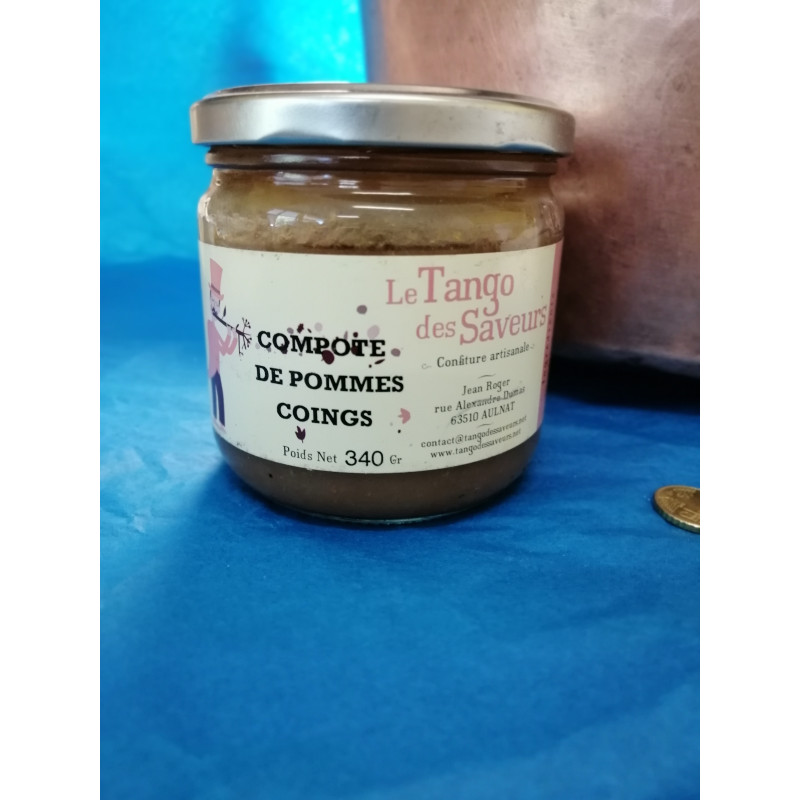 Le Tango
des Saveurs
Confiture artisanale
COMPOTE
DE POMMES
COINGS
Poids Net 340 Gr
Jean Roger
rue Alexandre Dumas
63510 AULNAT
contact@tangodessaveurs.net
www.tangodessaveurs.net